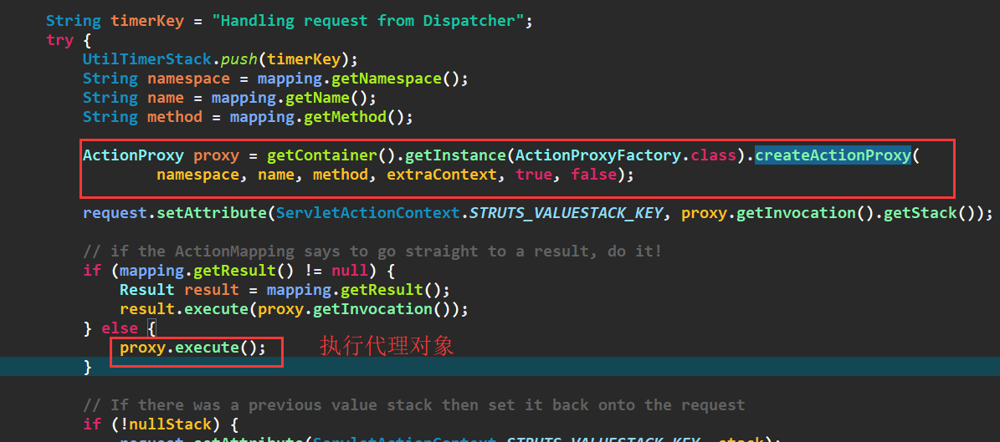 String timerKey = "Handling request from Dispatcher";
try {
UtilTimerStack.push(timerKey);
String namespace = mapping.getNamespace();
String name = mapping.getName();
String method = mapping.getMethod();
ActionProxy proxy = getContainer().getInstance(ActionProxyFactory.class).createActionProxy(
namespace, name, method, extraContext, true, false);
request.setAttribute(ServletActionContext.STRUTS_VALUESTACK_KEY, proxy.getInvocation().getStack());
// if the ActionMapping says to go straight to a result, do it!
if (mapping.getResult() != null) {
Result result = mapping.getResult();
result.execute(proxy.getInvocation());
} else {
proxy.execute(); 执行代理对象
}
// If there was a previous value stack then set it back onto the request
if (!nullStack) {
request.setAttribute(ServletActionContext.STRUTS_VALUESTACK_KEY, stack);